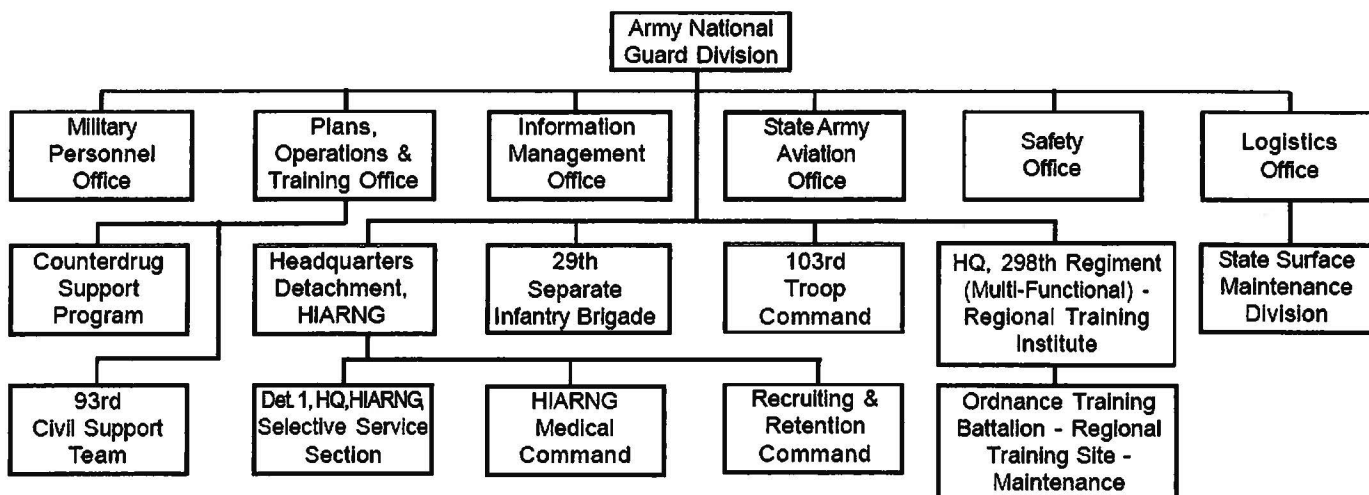 Army National
Guard Division
Military
Personnel
Office
Plans,
Operations &
Training Office
Information
Management
Office
State Army
Aviation
Office
Safety
Office
Logistics
Office
Counterdrug
Support
Program
Headquarters
Detachment,
HIARNG
29th
Separate
Infantry Brigade
103rd
Troop
Command
HQ, 298th Regiment
(Multi-Functional) -
Regional Training
Institute
State Surface
Maintenance
Division
93rd
Civil Support
Team
Det. 1, HQ, HIARNG,
Selective Service
Section
HIARNG
Medical
Command
Recruiting &
Retention
Command
Ordnance Training
Battalion - Regional
Training Site -
Maintenance